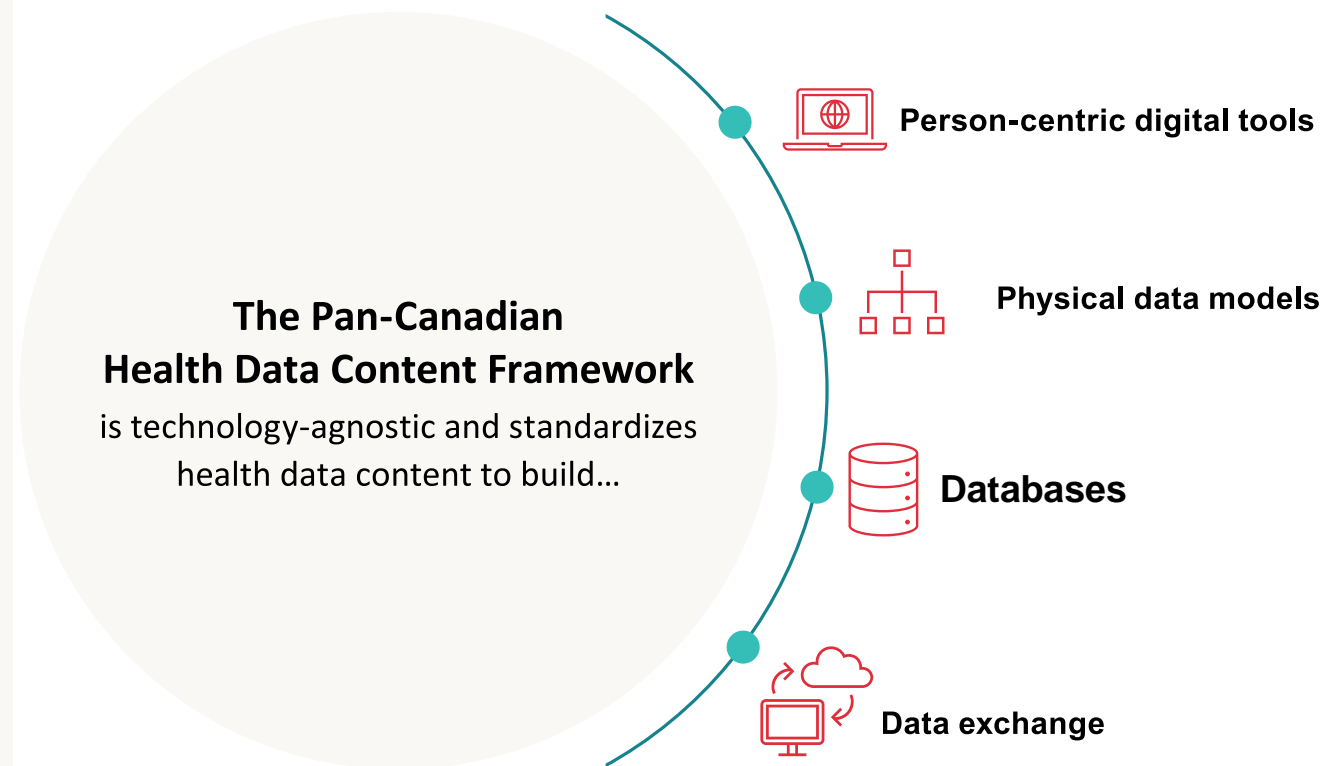 The Pan-Canadian
Health Data Content Framework
is technology-agnostic and standardizes
health data content to build…
Person-centric digital tools
Physical data models
Databases
Data exchange